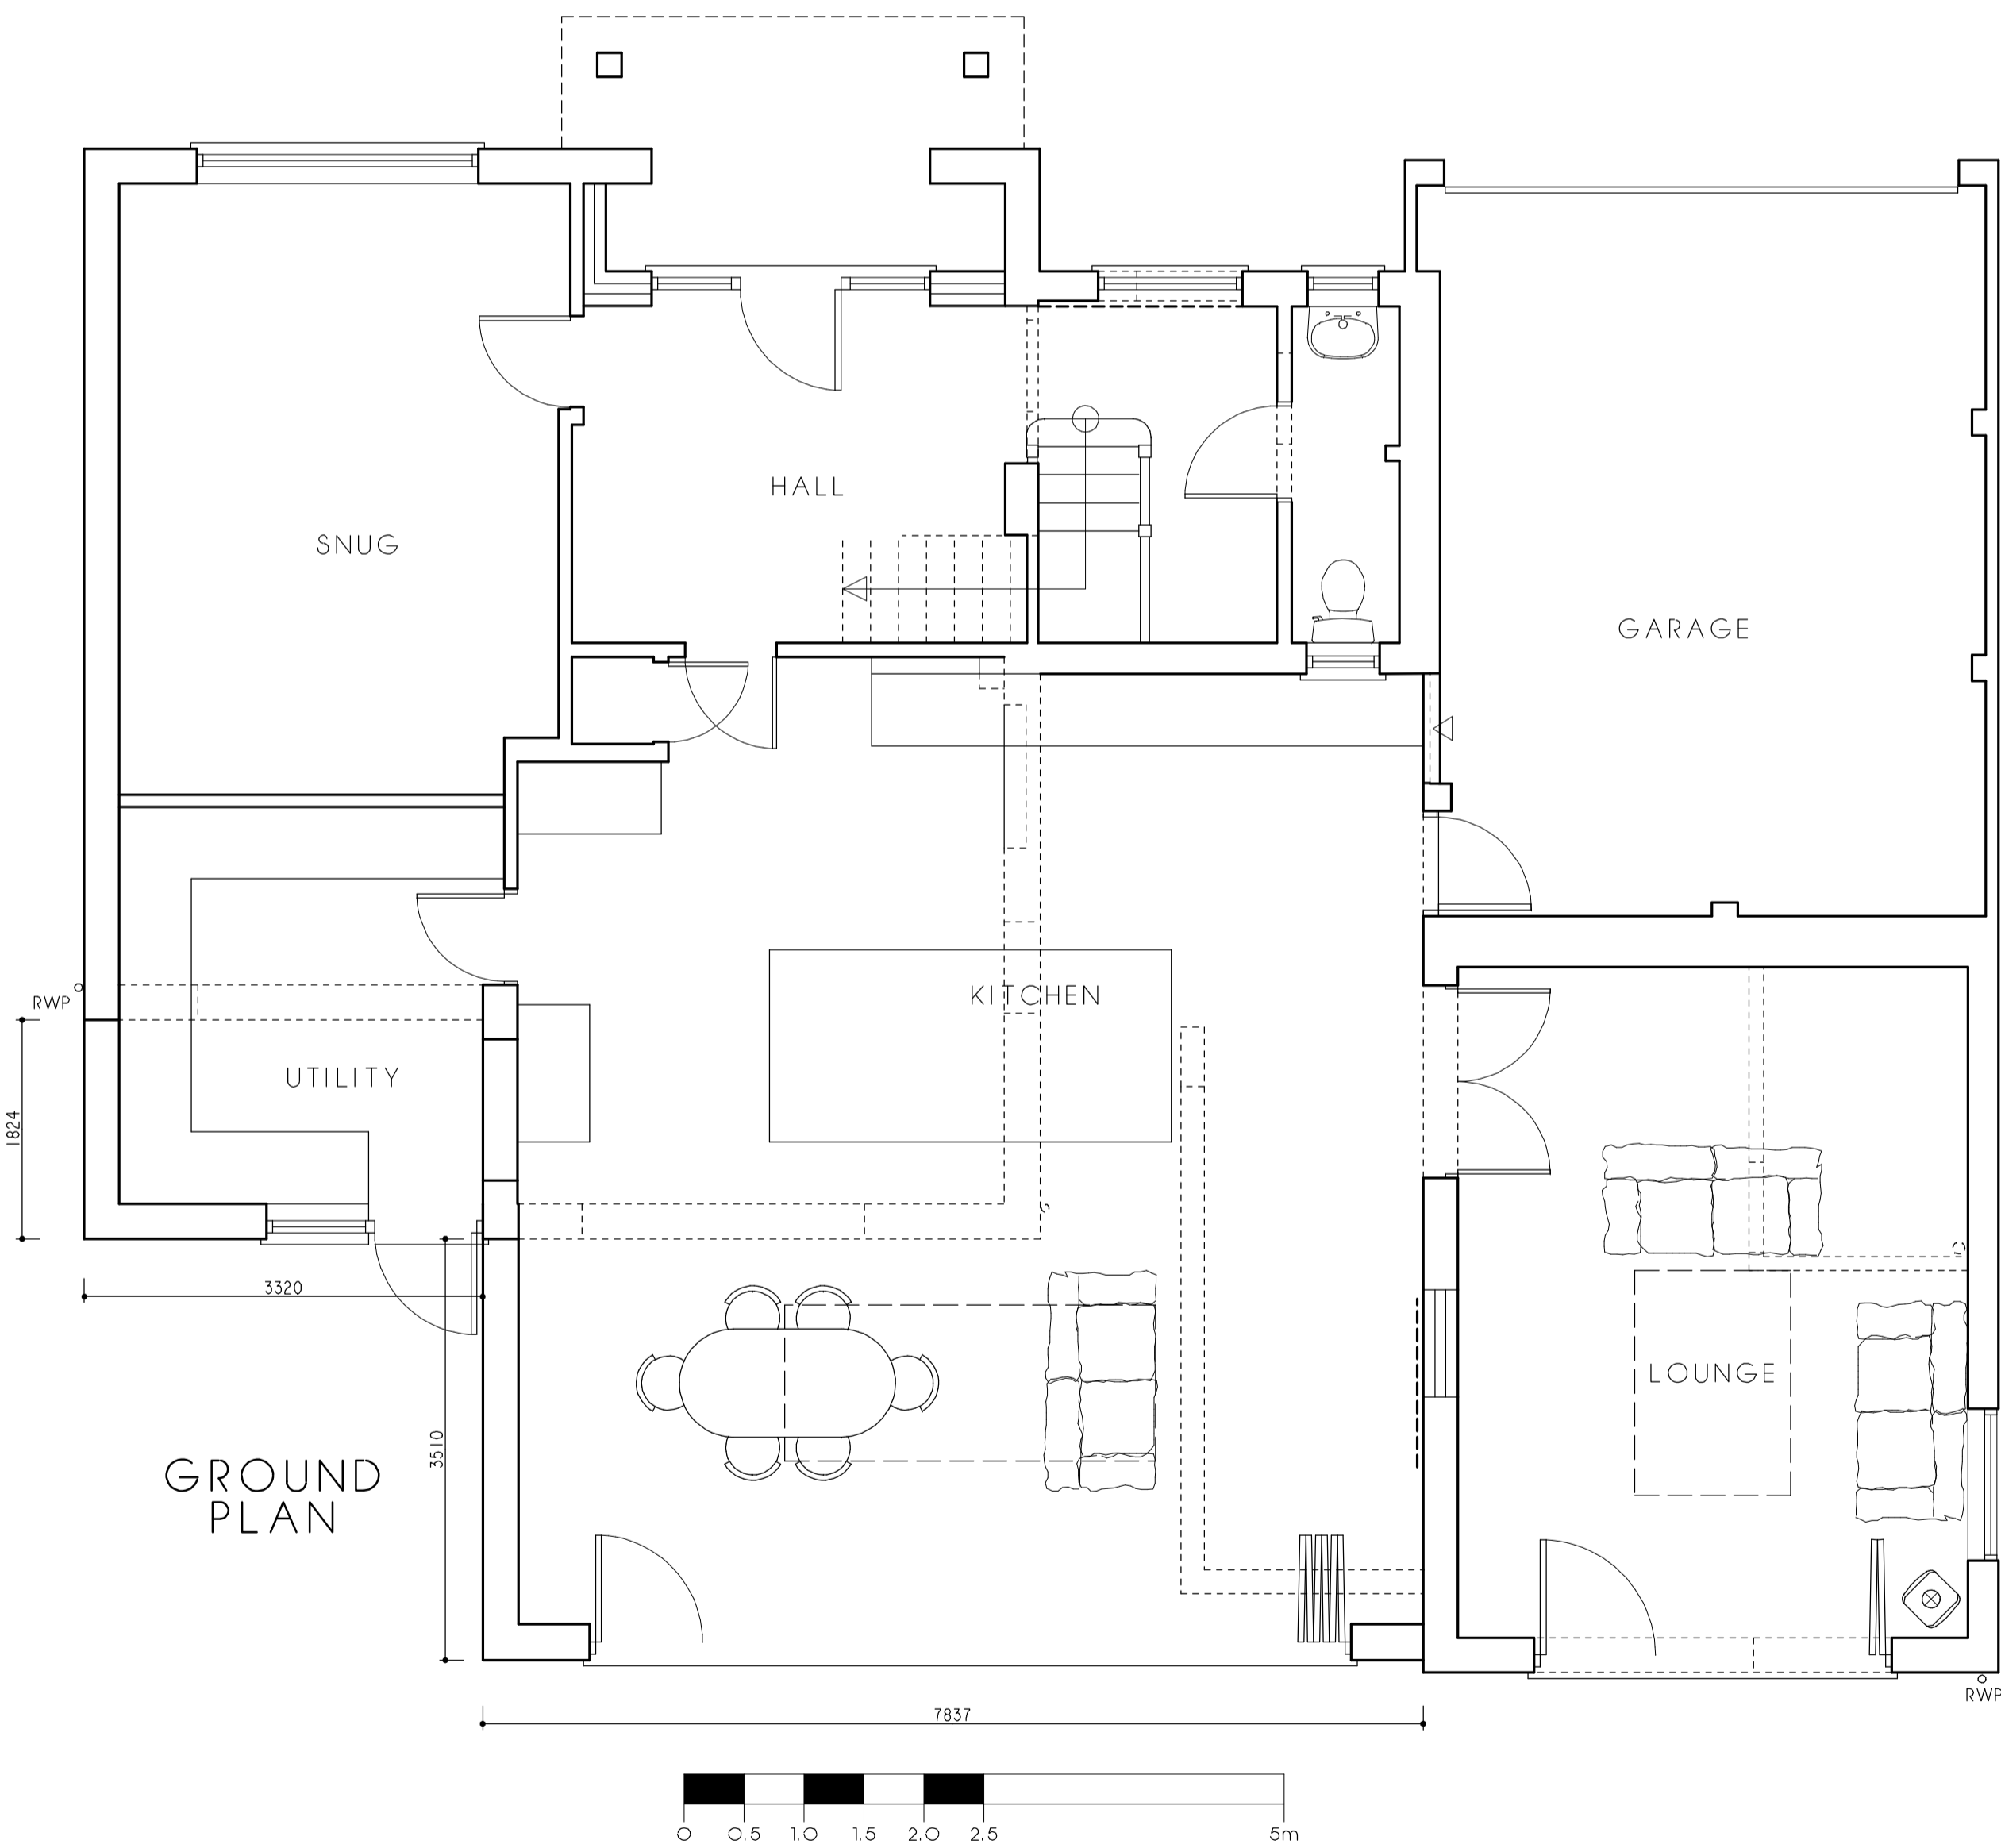 HALL
SNUG
GARAGE
KITCHEN
RWP
UTILITY
1824
3320
LOUNGE
3510
GROUND
PLAN
RWP
7837
0 0.5 1.0 1.5 2.0 2.5 5m